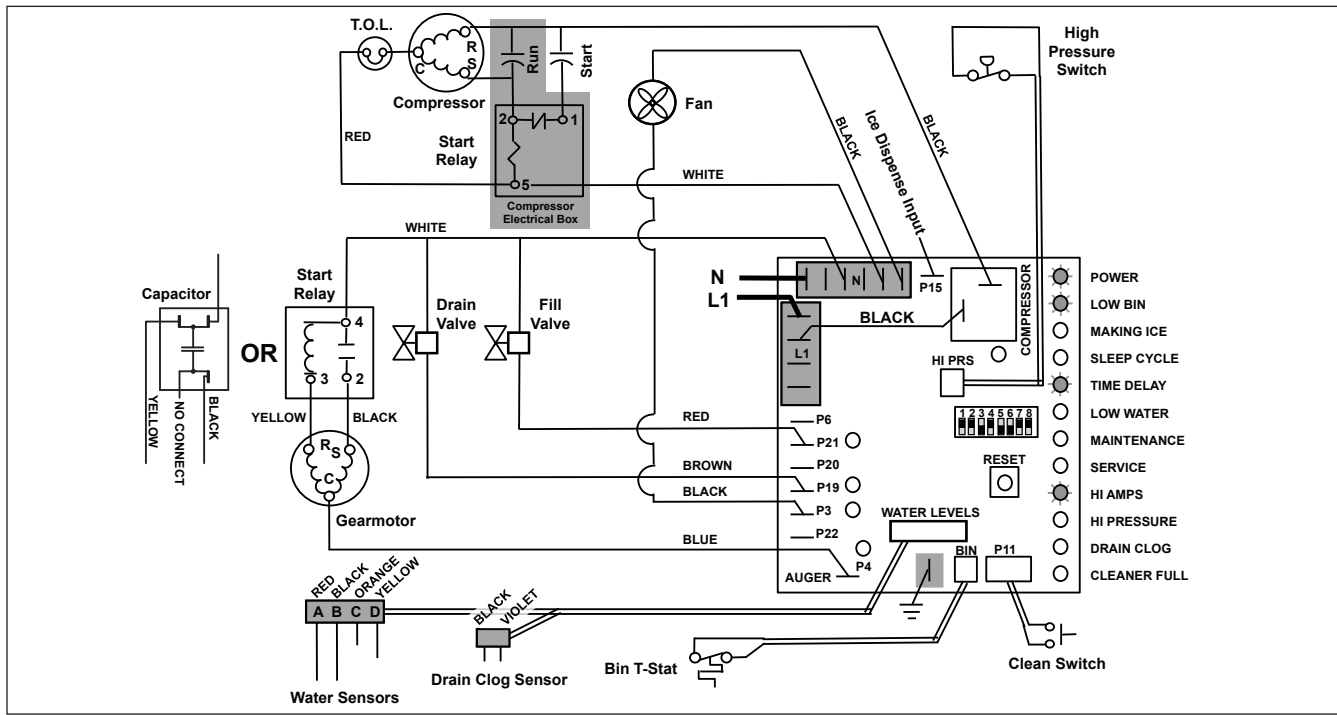 T.O.L.
R
S
C
Compressor
Run
Start
2
1
5
Start
Relay
Compressor
Electrical Box
RED
Fan
BLACK
BLACK
Ice Dispense Input
High
Pressure
Switch
WHITE
WHITE
Capacitor
YELLOW
NO CONNECT
BLACK
OR
Start
Relay
4
3
2
YELLOW
BLACK
R
S
C
Gearmotor
Drain
Valve
Fill
Valve
N
L1
N
L1
BLACK
P15
COMPRESSOR
HI PRS
1 2 3 4 5 6 7 8
RESET
RED
BROWN
BLACK
BLUE
P6
P21
P20
P19
P3
P22
P4
AUGER
WATER LEVELS
BIN
P11
POWER
LOW BIN
MAKING ICE
SLEEP CYCLE
TIME DELAY
LOW WATER
MAINTENANCE
SERVICE
HI AMPS
HI PRESSURE
DRAIN CLOG
CLEANER FULL
RED
BLACK
ORANGE
YELLOW
A B C D
Water Sensors
BLACK
VIOLET
Drain Clog Sensor
Bin T-Stat
Clean Switch